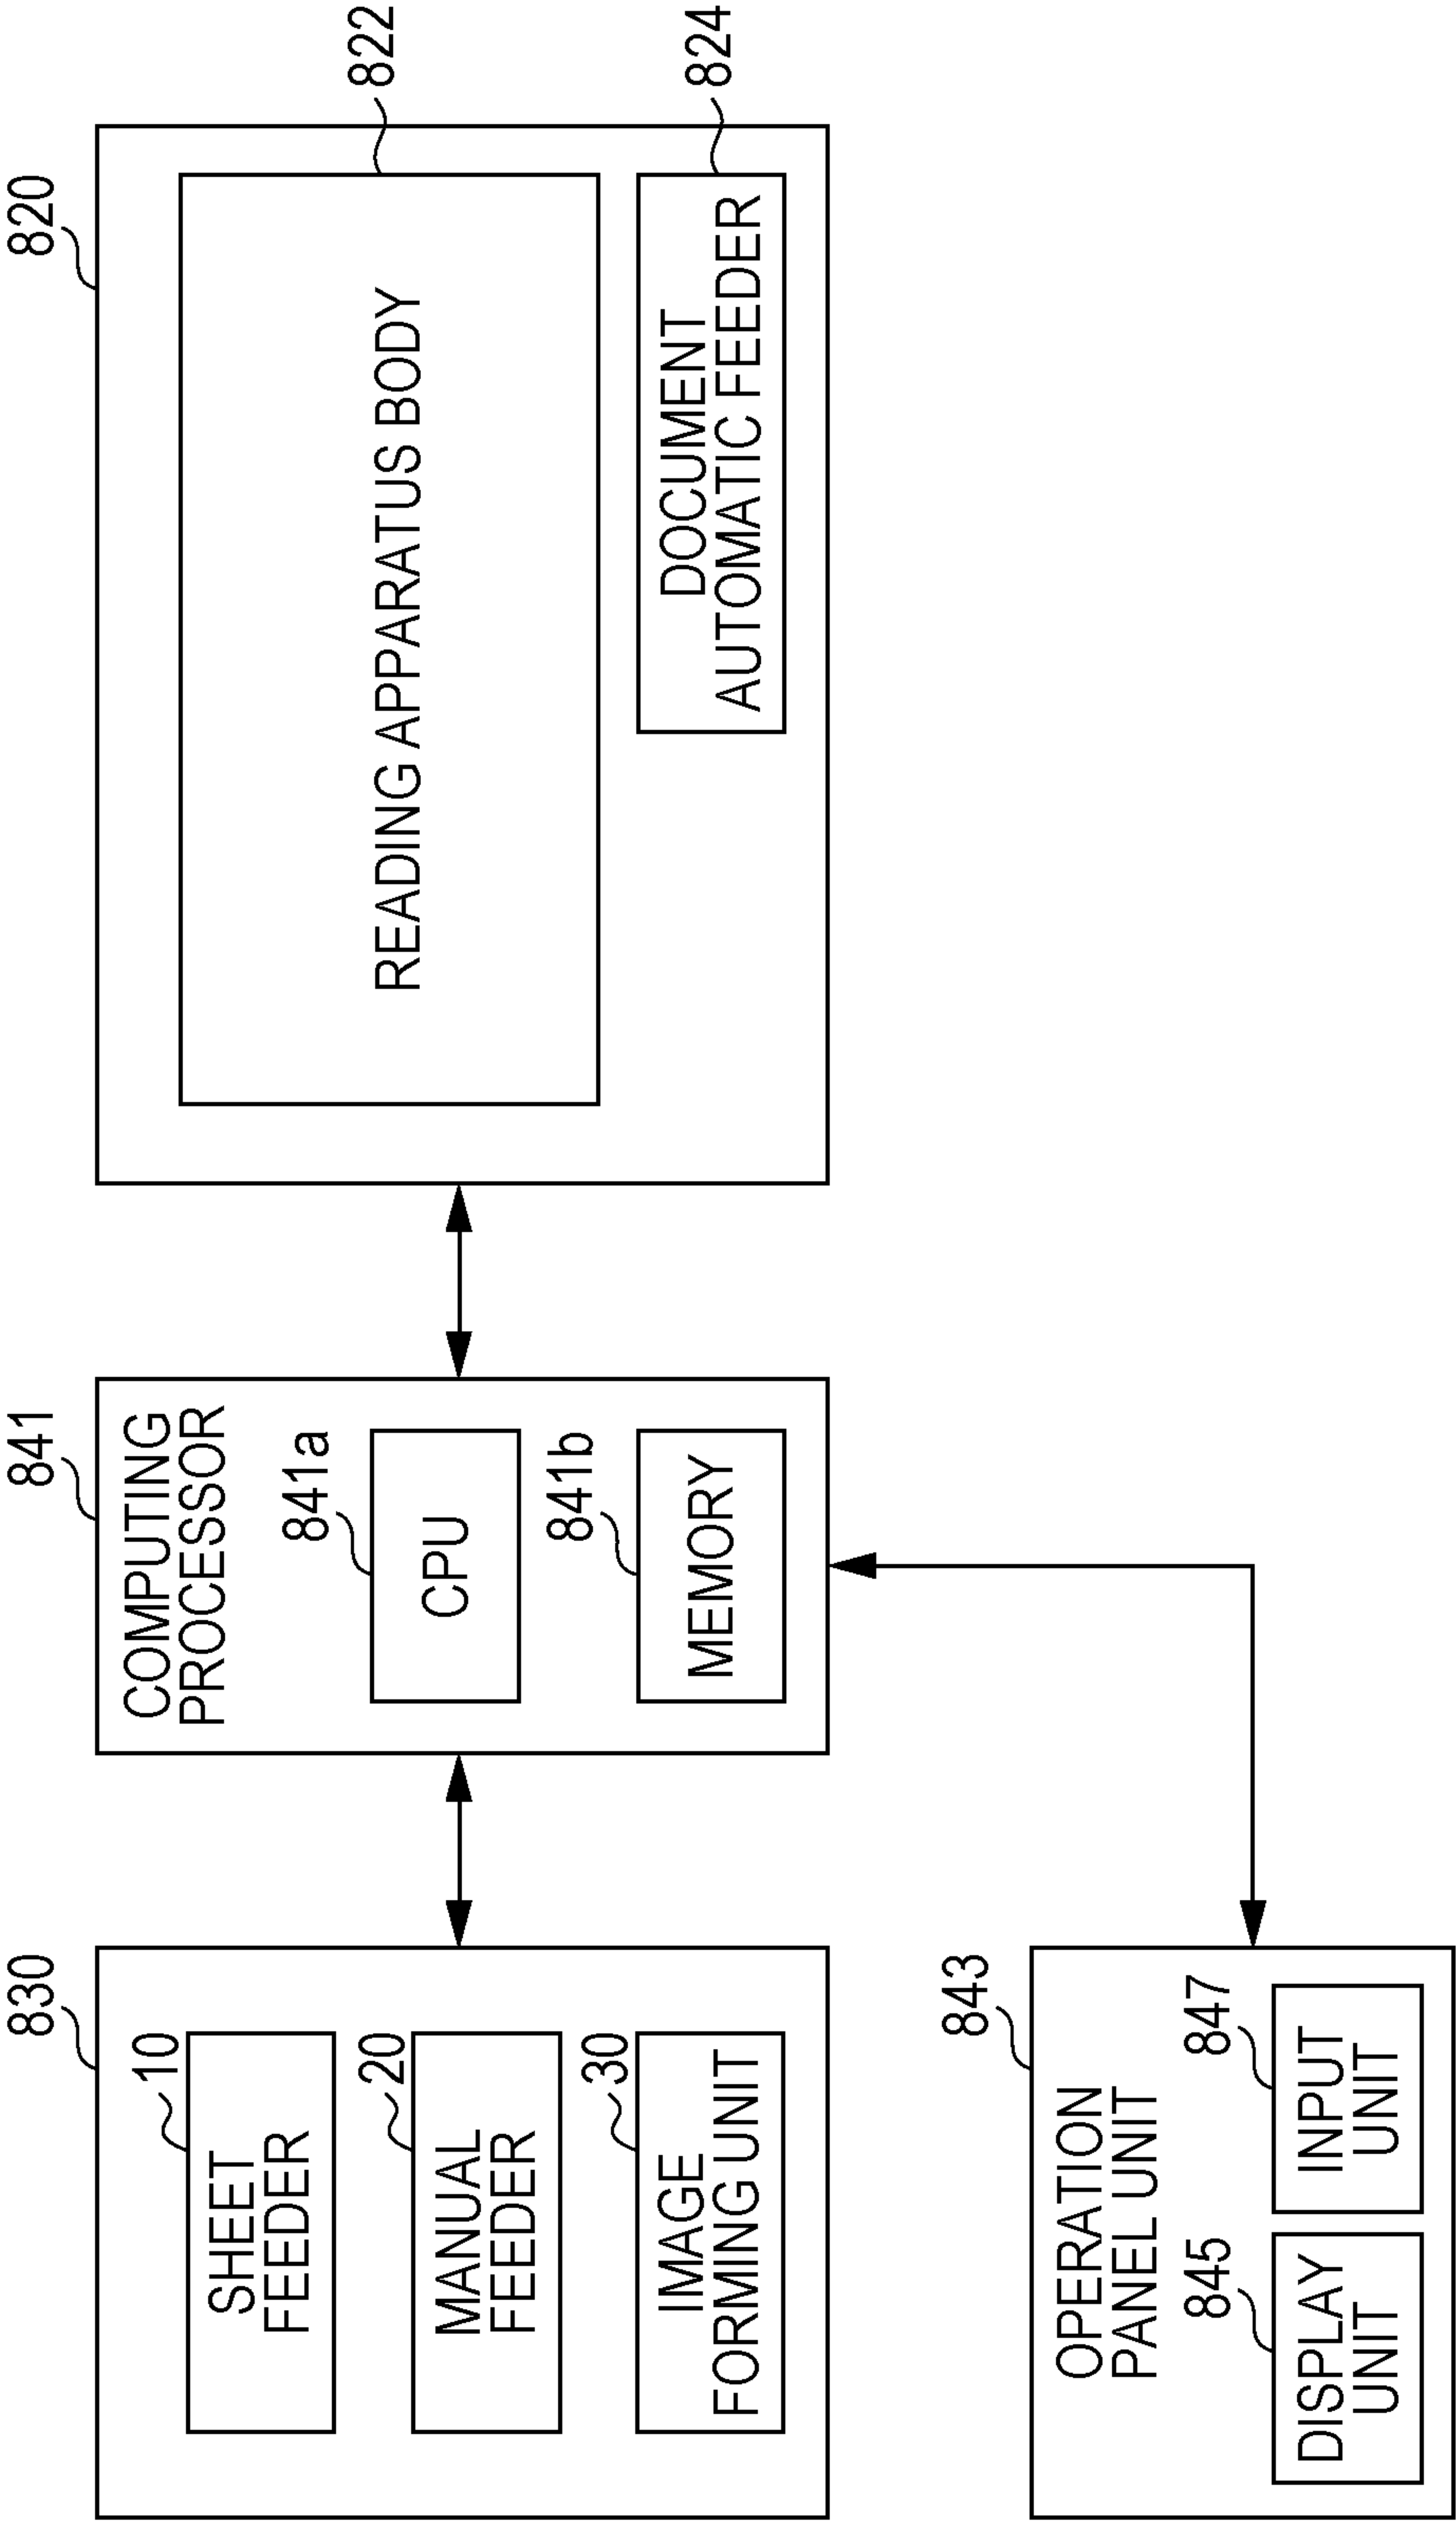 830
10
SHEET
FEEDER
20
MANUAL
FEEDER
30
IMAGE
FORMING UNIT
841
COMPUTING
PROCESSOR
841a
CPU
841b
MEMORY
820
822
READING APPARATUS BODY
824
DOCUMENT
AUTOMATIC FEEDER
843
OPERATION
PANEL UNIT
845
DISPLAY
UNIT
847
INPUT
UNIT